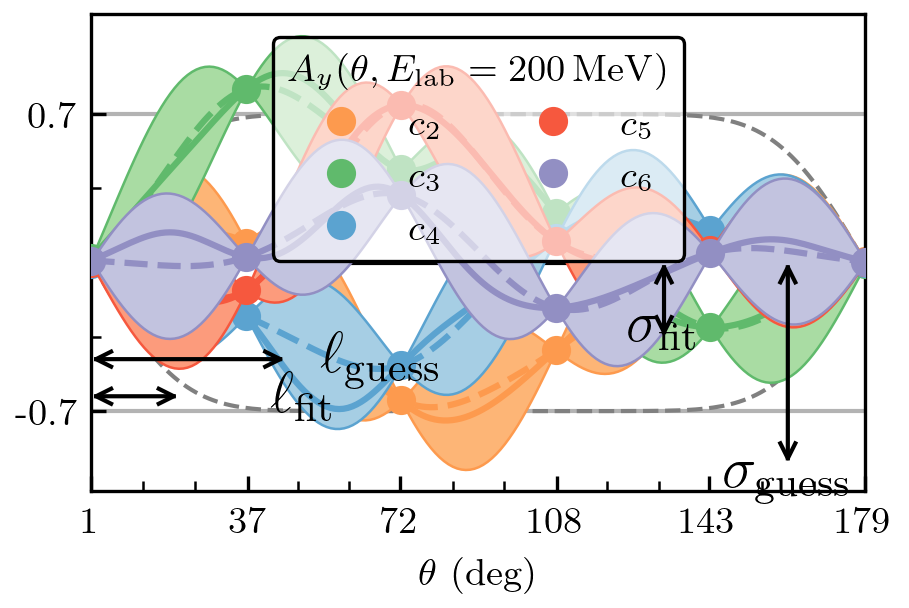 A_y(θ, E_lab = 200 MeV)
c_2 c_5
c_3 c_6
c_4
0.7
-0.7
ℓ_guess
ℓ_fit
σ_fit
σ_guess
1 37 72 108 143 179
θ (deg)